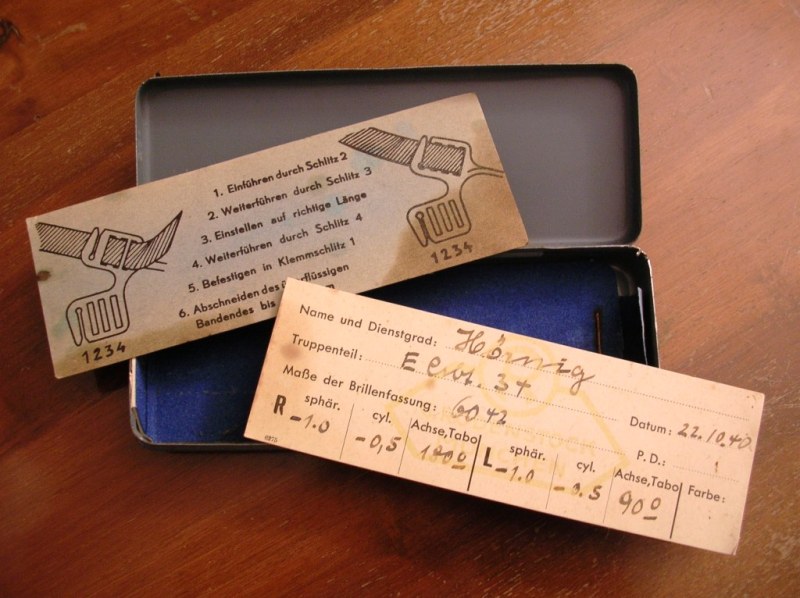 1. Einführen durch Schlitz 2
2. Weiterführen durch Schlitz 3
3. Einstellen auf richtige Länge
4. Weiterführen durch Schlitz 4
5. Befestigen in Klemmschlitz 1
6. Abschneiden des überflüssigen
Bandendes bis
1234
1234
Name und Dienstgrad: Hörnig
Truppenteil: E 34
Maße der Brillenfassung: 6042
Datum: 22.10.40
P.D.:
R sphär. cyl. Achse,Tabo L sphär. cyl. Achse,Tabo Farbe:
-1.0 -0,5 180° -1.0 90°